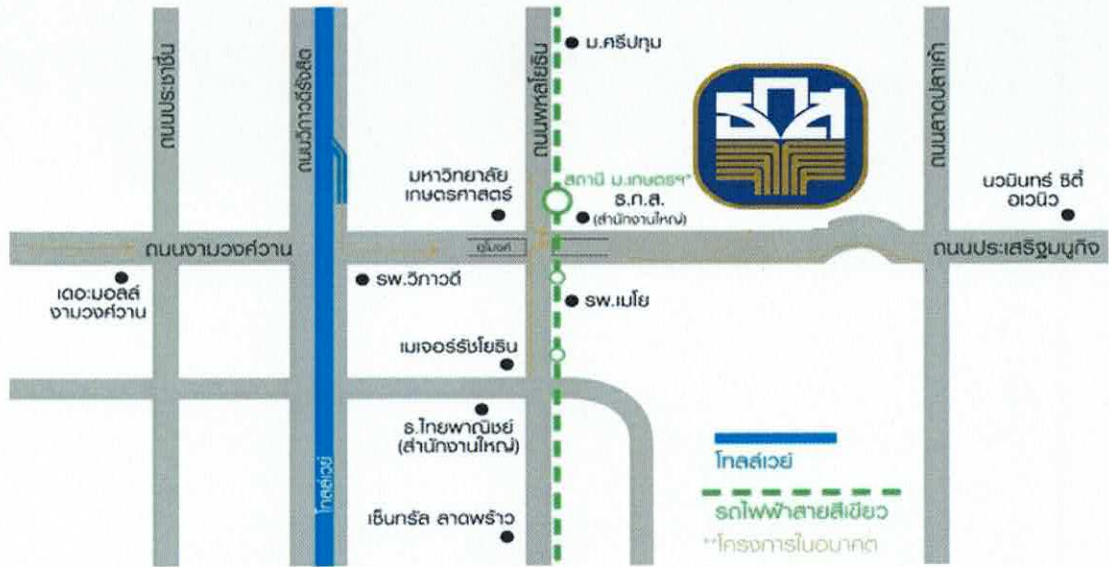 ถนนประชาชื่น
ถนนวิภาวดีรังสิต
ถนนพหลโยธิน
ม.ศรีปทุม
ธกส
ถนนลาดปลาเค้า
มหาวิทยาลัย
เกษตรศาสตร์
สถานี ม.เกษตรฯ*
ธ.ก.ส.
(สำนักงานใหญ่)
นวมินทร์ ซิตี้
อเวนิว
ถนนงามวงศ์วาน
อุโมงค์
ถนนประเสริฐมนูกิจ
เดอะมอลล์
งามวงศ์วาน
รพ.วิภาวดี
รพ.เมโย
เมเจอร์รัชโยธิน
ธ.ไทยพาณิชย์
(สำนักงานใหญ่)
โทลล์เวย์
เซ็นทรัล ลาดพร้าว
โทลล์เวย์
รถไฟฟ้าสายสีเขียว
**โครงการในอนาคต